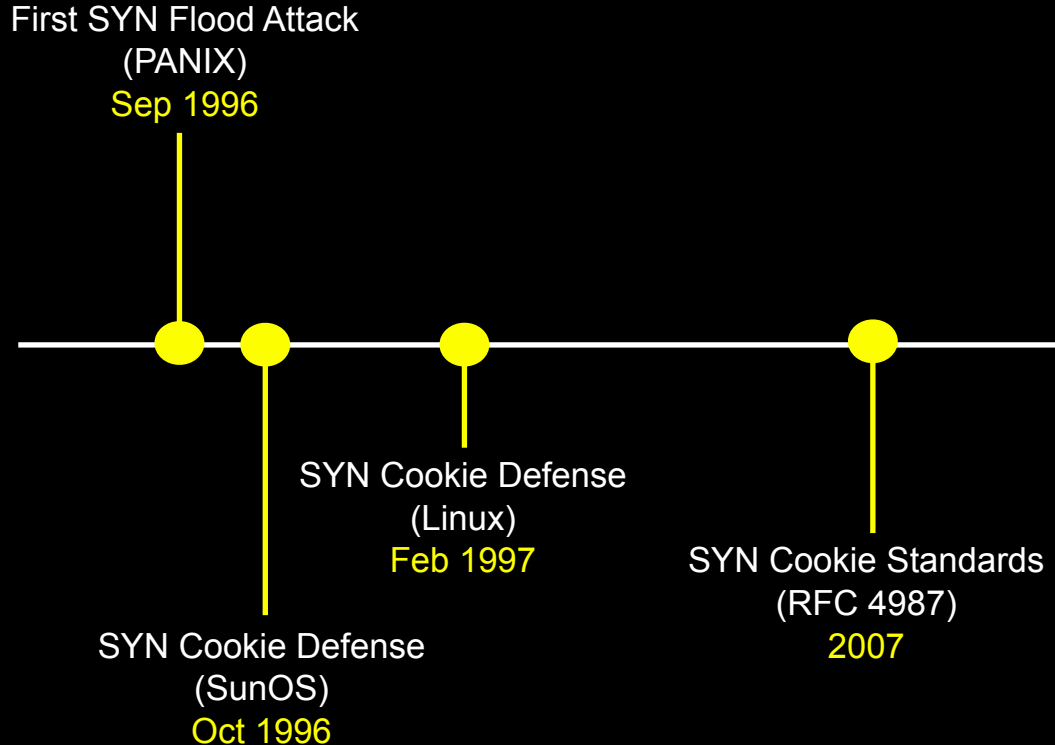 First SYN Flood Attack
(PANIX)
Sep 1996
SYN Cookie Defense
(SunOS)
Oct 1996
SYN Cookie Defense
(Linux)
Feb 1997
SYN Cookie Standards
(RFC 4987)
2007